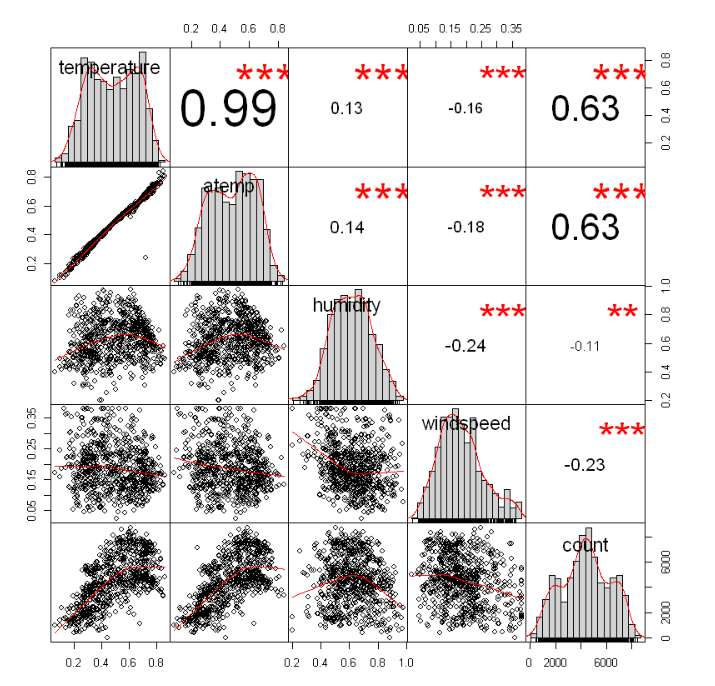 0.2 0.4 0.6 0.8 0.05 0.15 0.25 0.35
temperature *** *** *** ***
0.99 0.13 -0.16 0.63
0.2 0.4 0.6 0.8
atemp *** *** ***
0.14 -0.18 0.63
0.2 0.4 0.6 0.8
humidity *** **
-0.24 -0.11
0.2 0.4 0.6 0.8 1.0
windspeed ***
-0.23
0.05 0.15 0.25 0.35
count
0 2000 6000
0.2 0.4 0.6 0.8 0.2 0.4 0.6 0.8 1.0 0 2000 6000